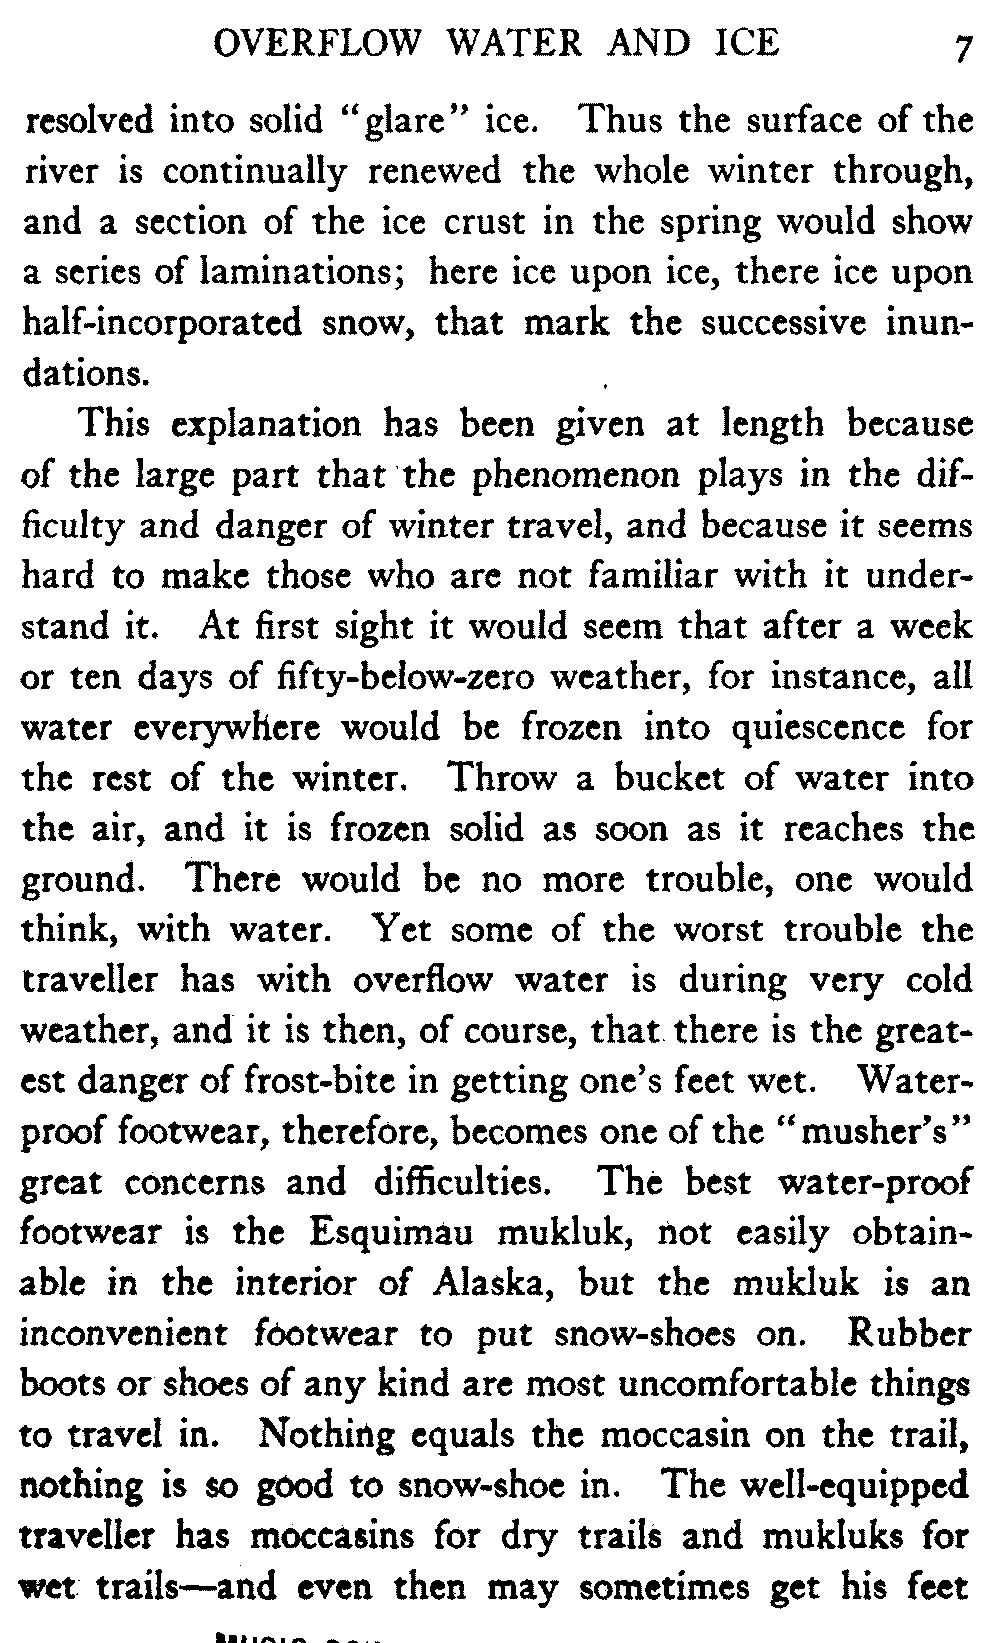 OVERFLOW WATER AND ICE 7
resolved into solid “glare” ice. Thus the surface of the
river is continually renewed the whole winter through,
and a section of the ice crust in the spring would show
a series of laminations; here ice upon ice, there ice upon
half-incorporated snow, that mark the successive inun-
dations.
This explanation has been given at length because
of the large part that the phenomenon plays in the dif-
ficulty and danger of winter travel, and because it seems
hard to make those who are not familiar with it under-
stand it. At first sight it would seem that after a week
or ten days of fifty-below-zero weather, for instance, all
water everywhere would be frozen into quiescence for
the rest of the winter. Throw a bucket of water into
the air, and it is frozen solid as soon as it reaches the
ground. There would be no more trouble, one would
think, with water. Yet some of the worst trouble the
traveller has with overflow water is during very cold
weather, and it is then, of course, that there is the great-
est danger of frost-bite in getting one’s feet wet. Water-
proof footwear, therefore, becomes one of the “musher’s”
great concerns and difficulties. The best water-proof
footwear is the Esquimau mukluk, not easily obtain-
able in the interior of Alaska, but the mukluk is an
inconvenient footwear to put snow-shoes on. Rubber
boots or shoes of any kind are most uncomfortable things
to travel in. Nothing equals the moccasin on the trail,
nothing is so good to snow-shoe in. The well-equipped
traveller has moccasins for dry trails and mukluks for
wet trails—and even then may sometimes get his feet